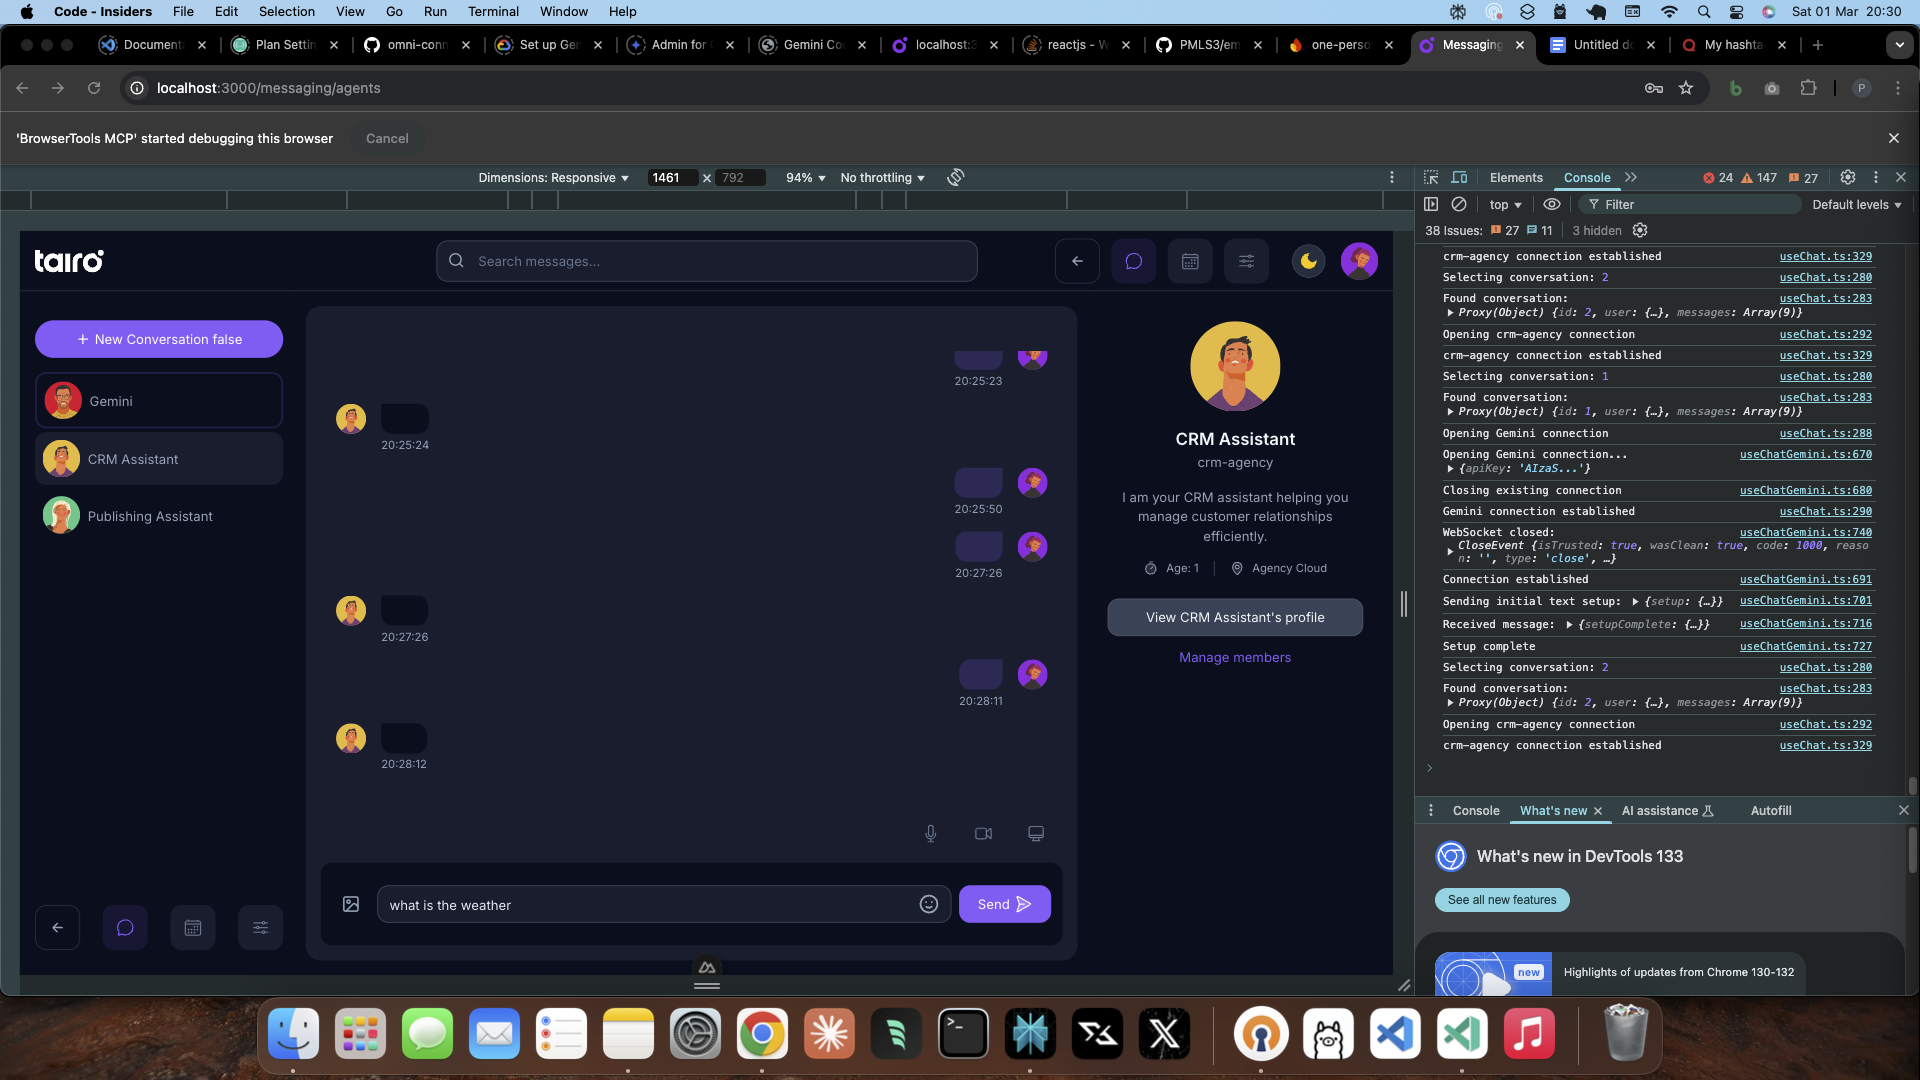 Code - Insiders File Edit Selection View Go Run Terminal Window Help Sat 01 Mar 20:30
Documenta Plan Settin omni-conn Set up Gen Admin for Gemini Co localhost:3 reactjs - W PMLS3/em one-perso Messaging Untitled do My hashta
localhost:3000/messaging/agents P
'BrowserTools MCP' started debugging this browser Cancel
Dimensions: Responsive 1461 × 792 94% No throttling
Elements Console 24 147 27
top Filter Default levels
38 Issues: 27 11 3 hidden
tairo
Search messages...
New Conversation false
Gemini
CRM Assistant
Publishing Assistant
20:25:23
20:25:24
20:25:50
20:27:26
20:27:26
20:28:11
20:28:12
what is the weather
Send
CRM Assistant
crm-agency
I am your CRM assistant helping you
manage customer relationships
efficiently.
Age: 1 Agency Cloud
View CRM Assistant's profile
Manage members
crm-agency connection established useChat.ts:329
Selecting conversation: 2 useChat.ts:280
Found conversation: useChat.ts:283
Proxy(Object) {id: 2, user: {…}, messages: Array(9)}
Opening crm-agency connection useChat.ts:292
crm-agency connection established useChat.ts:329
Selecting conversation: 1 useChat.ts:280
Found conversation: useChat.ts:283
Proxy(Object) {id: 1, user: {…}, messages: Array(9)}
Opening Gemini connection useChat.ts:288
Opening Gemini connection... useChatGemini.ts:670
{apiKey: 'AIzaS...'}
Closing existing connection useChatGemini.ts:680
Gemini connection established useChat.ts:290
WebSocket closed: useChatGemini.ts:740
CloseEvent {isTrusted: true, wasClean: true, code: 1000, reaso
n: '', type: 'close', …}
Connection established useChatGemini.ts:691
Sending initial text setup: {setup: {…}} useChatGemini.ts:701
Received message: {setupComplete: {…}} useChatGemini.ts:716
Setup complete useChatGemini.ts:727
Selecting conversation: 2 useChat.ts:280
Found conversation: useChat.ts:283
Proxy(Object) {id: 2, user: {…}, messages: Array(9)}
Opening crm-agency connection useChat.ts:292
crm-agency connection established useChat.ts:329
Console What's new AI assistance Autofill
What's new in DevTools 133
See all new features
new
Highlights of updates from Chrome 130-132